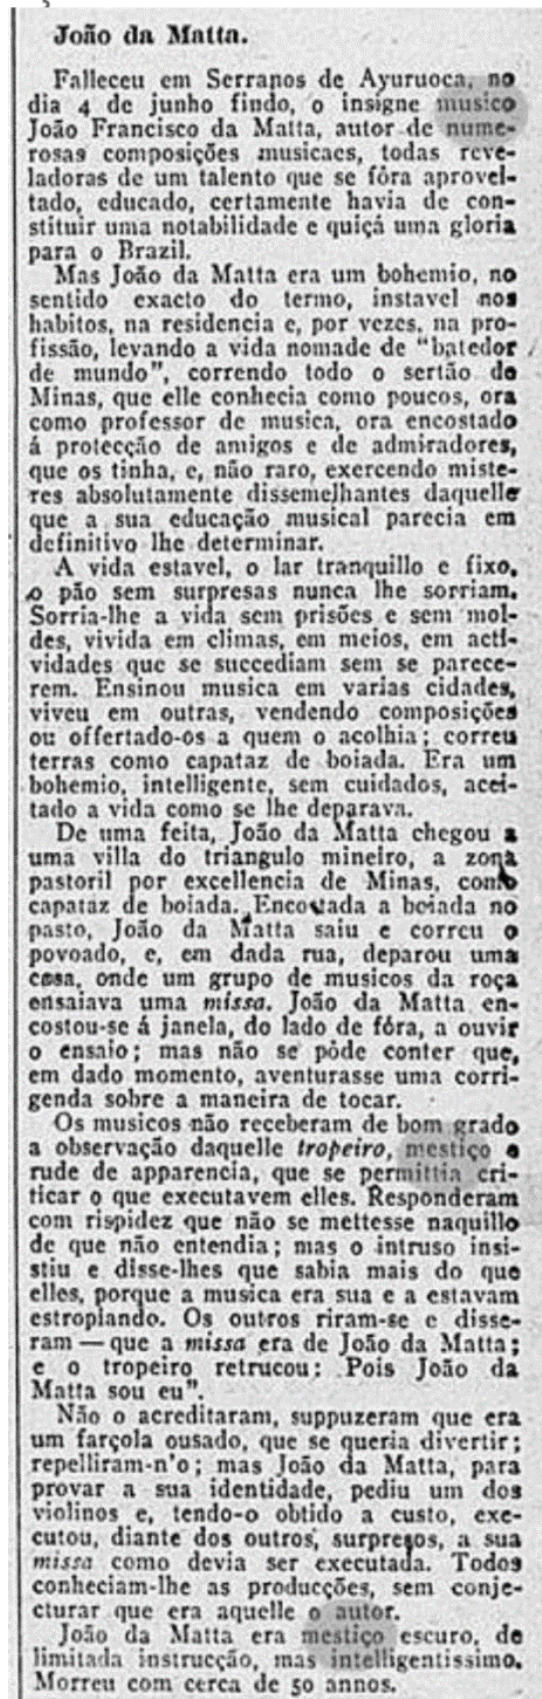 João da Matta.
Falleceu em Serranos de Ayuruoca, no
dia 4 de junho findo, o insigne musico
João Francisco da Matta, autor de nume-
rosas composições musicaes, todas reve-
ladoras de um talento que se fôra aprovei-
tado, educado, certamente havia de con-
stituir uma notabilidade e quiçá uma gloria
para o Brazil.
Mas João da Matta era um bohemio, no
sentido exacto do termo, instavel nos
habitos, na residencia e, por vezes, na pro-
fissão, levando a vida nomade de "batedor
de mundo", correndo todo o sertão de
Minas, que elle conhecia como poucos, ora
como professor de musica, ora encostado
á protecção de amigos e de admiradores,
que os tinha, e, não raro, exercendo miste-
res absolutamente dissemelhantes daquelle
que a sua educação musical parecia em
definitivo lhe determinar.
A vida estavel, o lar tranquillo e fixo,
o pão sem surpresas nunca lhe sorriam.
Sorria-lhe a vida sem prisões e sem mol-
des, vivida em climas, em meios, em acti-
vidades que se succediam sem se parece-
rem. Ensinou musica em varias cidades,
viveu em outras, vendendo composições
ou offertado-os a quem o acolhia; correu
terras como capataz de boiada. Era um
bohemio, intelligente, sem cuidados, acei-
tado a vida como se lhe deparava.
De uma feita, João da Matta chegou a
uma villa do triangulo mineiro, a zona
pastoril por excellencia de Minas, como
capataz de boiada. Encostada a boiada no
pasto, João da Matta saiu e correu o
povoado, e, em dada rua, deparou uma
casa, onde um grupo de musicos da roça
ensaiava uma missa. João da Matta en-
costou-se á janela, do lado de fóra, a ouvir
o ensaio; mas não se pôde conter que,
em dado momento, aventurasse uma corri-
genda sobre a maneira de tocar.
Os musicos não receberam de bom grado
a observação daquelle tropeiro, mestiço e
rude de apparencia, que se permittia cri-
ticar o que executavem elles. Responderam
com rispidez que não se mettesse naquillo
de que não entendia; mas o intruso insi-
stiu e disse-lhes que sabia mais do que
elles, porque a musica era sua e a estavam
estroplando. Os outros riram-se e disse-
ram — que a missa era de João da Matta;
e o tropeiro retrucou: Pois João da
Matta sou eu".
Não o acreditaram, suppuzeram que era
um farçola ousado, que se queria divertir;
repelliram-n'o; mas João da Matta, para
provar a sua identidade, pediu um dos
violinos e, tendo-o obtido a custo, exe-
cutou, diante dos outros, surpresos, a sua
missa como devia ser executada. Todos
conheciam-lhe as producções, sem conje-
cturar que era aquelle o autor.
João da Matta era mestiço escuro, de
limitada instrucção, mas intelligentissimo.
Morreu com cerca de 50 annos.